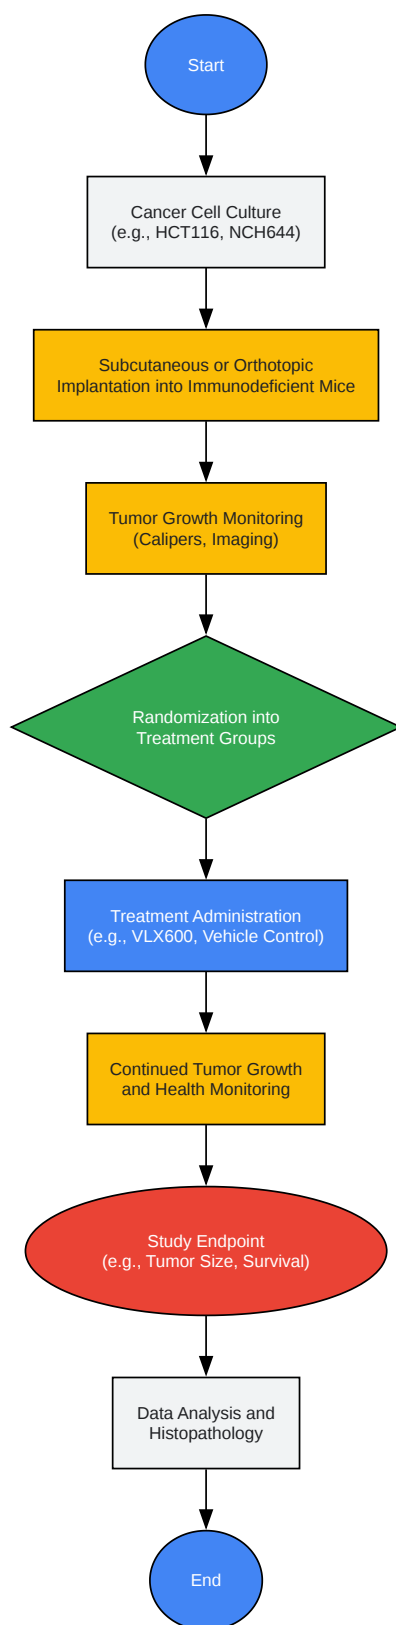 Start
Cancer Cell Culture
(e.g., HCT116, NCH644)
Subcutaneous or Orthotopic
Implantation into Immunodeficient Mice
Tumor Growth Monitoring
(Calipers, Imaging)
Randomization into
Treatment Groups
Treatment Administration
(e.g., VLX600, Vehicle Control)
Continued Tumor Growth
and Health Monitoring
Study Endpoint
(e.g., Tumor Size, Survival)
Data Analysis and
Histopathology
End